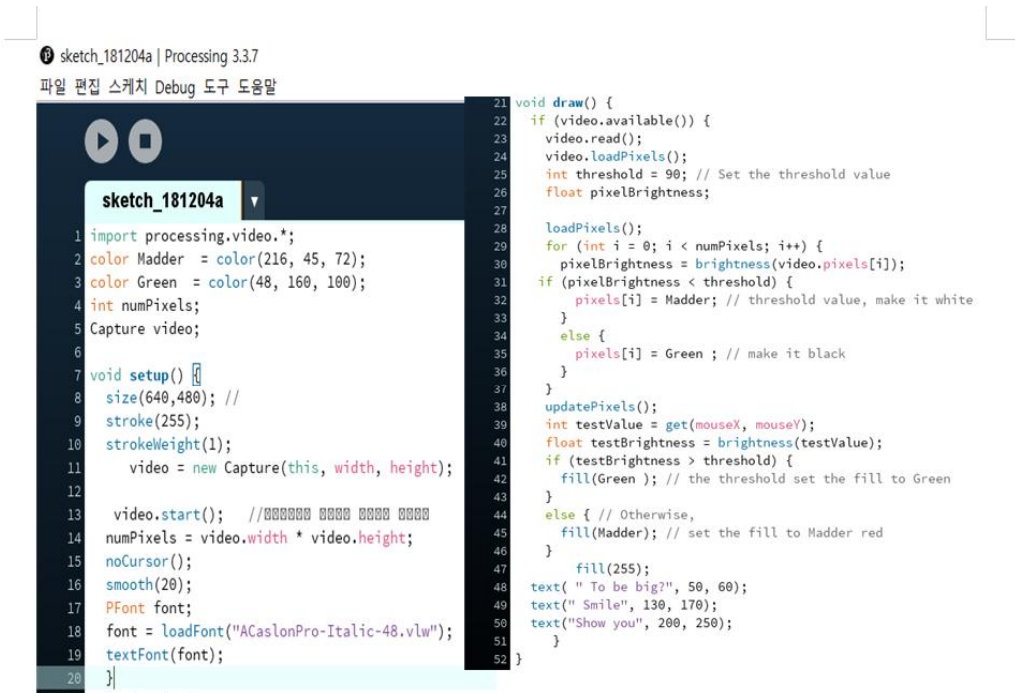 sketch_181204a | Processing 3.3.7
파일 편집 스케치 Debug 도구 도움말
sketch_181204a
1 import processing.video.*;
2 color Madder  = color(216, 45, 72);
3 color Green  = color(48, 160, 100);
4 int numPixels;
5 Capture video;
6
7 void setup() {
8   size(640,480); //
9   stroke(255);
10   strokeWeight(1);
11      video = new Capture(this, width, height);
12
13    video.start();   //
14   numPixels = video.width * video.height;
15   noCursor();
16   smooth(20);
17   PFont font;
18   font = loadFont("ACaslonPro-Italic-48.vlw");
19   textFont(font);
20   }
21 void draw() {
22   if (video.available()) {
23     video.read();
24     video.loadPixels();
25     int threshold = 90; // Set the threshold value
26     float pixelBrightness;
27
28     loadPixels();
29     for (int i = 0; i < numPixels; i++) {
30       pixelBrightness = brightness(video.pixels[i]);
31    if (pixelBrightness < threshold) {
32         pixels[i] = Madder; // threshold value, make it white
33       }
34       else {
35         pixels[i] = Green ; // make it black
36       }
37     }
38     updatePixels();
39     int testValue = get(mouseX, mouseY);
40     float testBrightness = brightness(testValue);
41     if (testBrightness > threshold) {
42       fill(Green ); // the threshold set the fill to Green
43     }
44     else { // Otherwise,
45       fill(Madder); // set the fill to Madder red
46     }
47         fill(255);
48   text( " To be big?", 50, 60);
49   text(" Smile", 130, 170);
50   text("Show you", 200, 250);
51      }
52 }